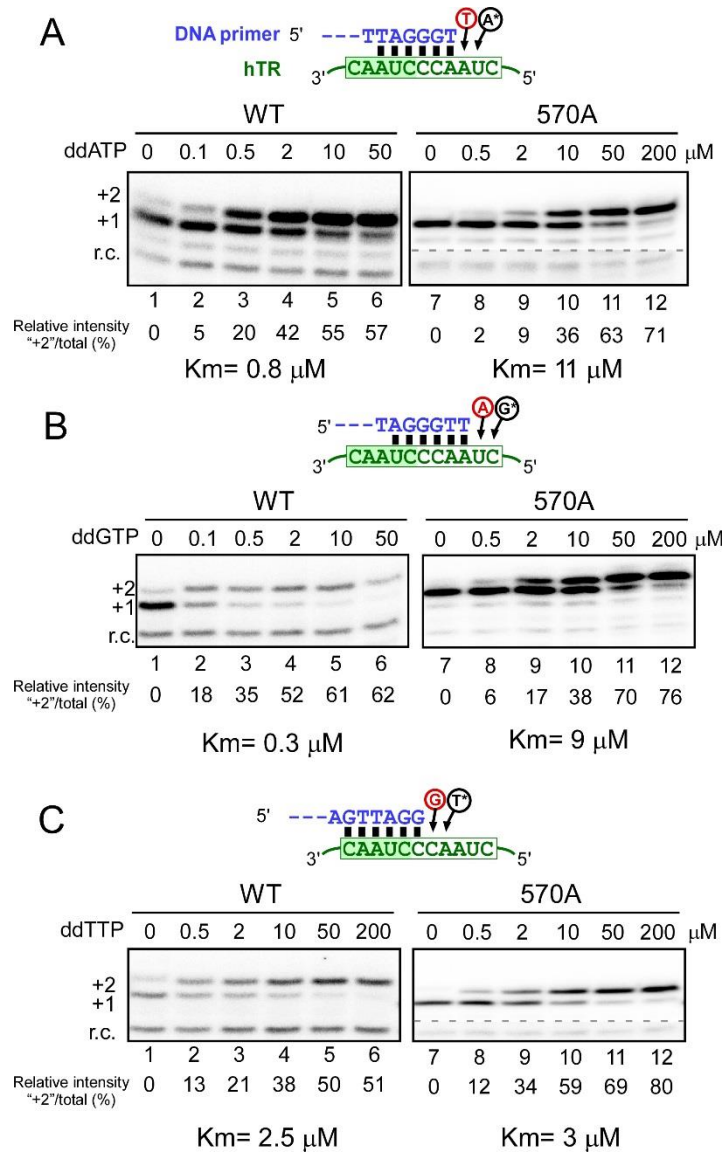 A
T A*
DNA primer 5' ---TTAGGGT
hTR 3' CAAUCCCAAUC 5'
WT 570A
ddATP 0 0.1 0.5 2 10 50 0 0.5 2 10 50 200 μM
+2
+1
r.c.
1 2 3 4 5 6 7 8 9 10 11 12
Relative intensity
"+2"/total (%) 0 5 20 42 55 57 0 2 9 36 63 71
Km= 0.8 μM Km= 11 μM
B
A G*
5' ---TAGGGTT
3' CAAUCCCAAUC 5'
WT 570A
ddGTP 0 0.1 0.5 2 10 50 0 0.5 2 10 50 200 μM
+2
+1
r.c.
1 2 3 4 5 6 7 8 9 10 11 12
Relative intensity
"+2"/total (%) 0 18 35 52 61 62 0 6 17 38 70 76
Km= 0.3 μM Km= 9 μM
C
G T*
5' ---AGTTAGG
3' CAAUCCCAAUC 5'
WT 570A
ddTTP 0 0.5 2 10 50 200 0 0.5 2 10 50 200 μM
+2
+1
r.c.
1 2 3 4 5 6 7 8 9 10 11 12
Relative intensity
"+2"/total (%) 0 13 21 38 50 51 0 12 34 59 69 80
Km= 2.5 μM Km= 3 μM